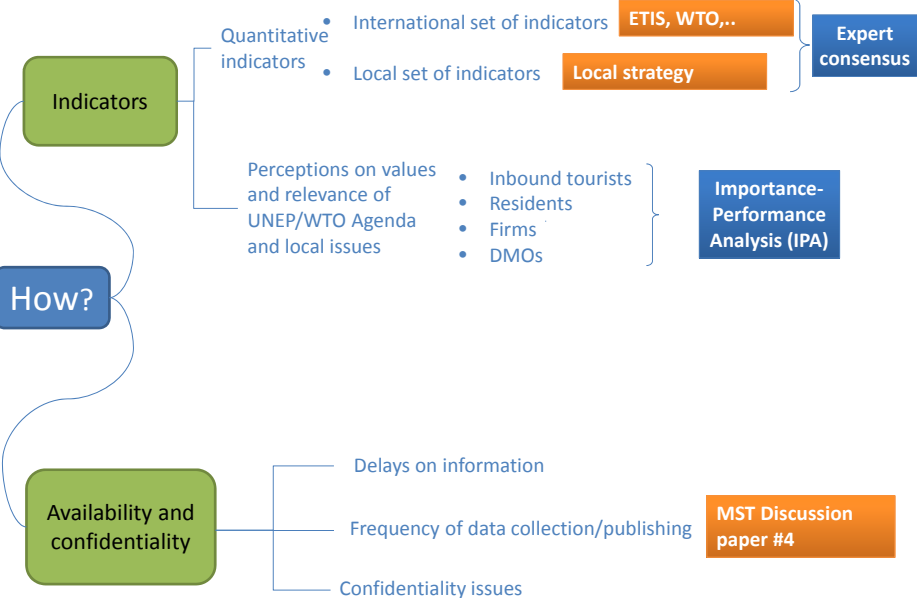 Quantitative
indicators
• International set of indicators
ETIS, WTO,..
• Local set of indicators
Local strategy
Expert
consensus
Indicators
Perceptions on values
and relevance of
UNEP/WTO Agenda
and local issues
• Inbound tourists
• Residents
• Firms
• DMOs
Importance-
Performance
Analysis (IPA)
How?
Availability and
confidentiality
Delays on information
Frequency of data collection/publishing
MST Discussion
paper #4
Confidentiality issues